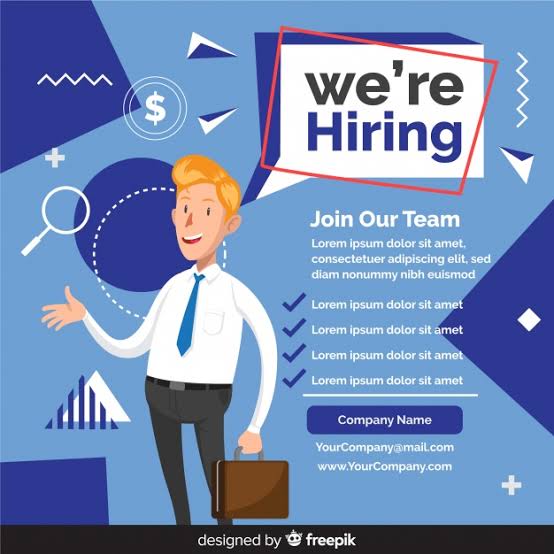 $
we're
Hiring
Join Our Team
Lorem ipsum dolor sit amet,
consectetuer adipiscing elit, sed
diam nonummy nibh euismod
Lorem ipsum dolor sit amet
Lorem ipsum dolor sit amet
Lorem ipsum dolor sit amet
Lorem ipsum dolor sit amet
Company Name
YourCompany@mail.com
www.YourCompany.com
designed by freepik